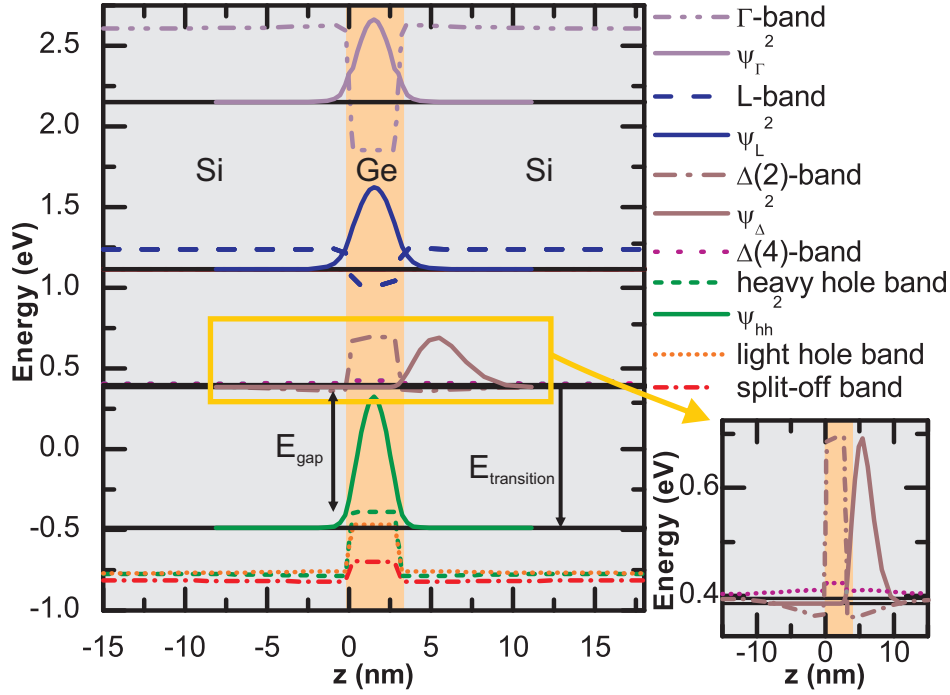 Energy (eV)
2.5
2.0
1.5
1.0
0.5
0.0
-0.5
-1.0
-15
-10
-5
0
5
10
15
z (nm)
Si
Ge
Si
E_gap
E_transition
Γ-band
ψ_Γ^2
L-band
ψ_L^2
Δ(2)-band
ψ_Δ^2
Δ(4)-band
heavy hole band
ψ_hh^2
light hole band
split-off band
Energy (eV)
0.6
0.4
-10
0
10
z (nm)